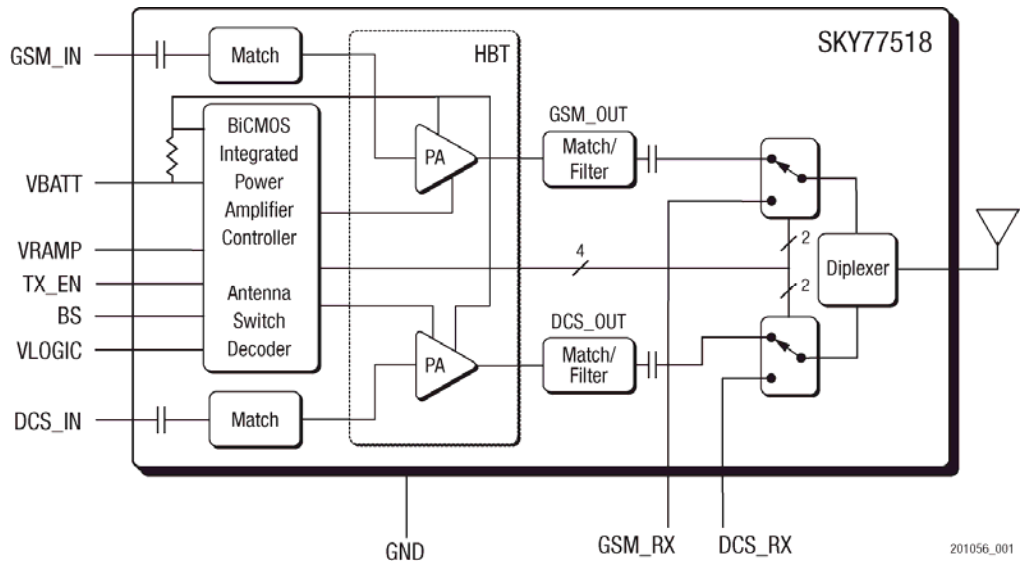 SKY77518
GSM_IN
Match
HBT
GSM_OUT
BiCMOS
Integrated
Power
Amplifier
Controller
Antenna
Switch
Decoder
PA
Match/
Filter
VBATT
VRAMP
TX_EN
BS
VLOGIC
4
2
2
Diplexer
DCS_OUT
PA
Match/
Filter
DCS_IN
Match
GND
GSM_RX
DCS_RX
201056_001